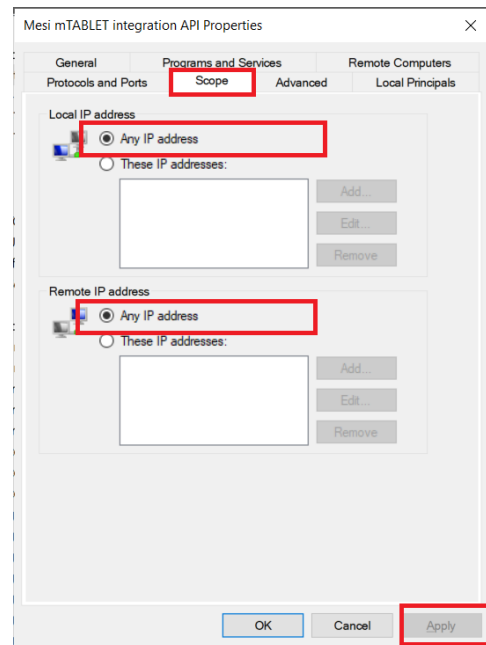 Mesi mTABLET integration API Properties
General Programs and Services Remote Computers
Protocols and Ports Scope Advanced Local Principals
Local IP address
Any IP address
These IP addresses:
Add...
Edit...
Remove
Remote IP address
Any IP address
These IP addresses:
Add...
Edit...
Remove
OK Cancel Apply